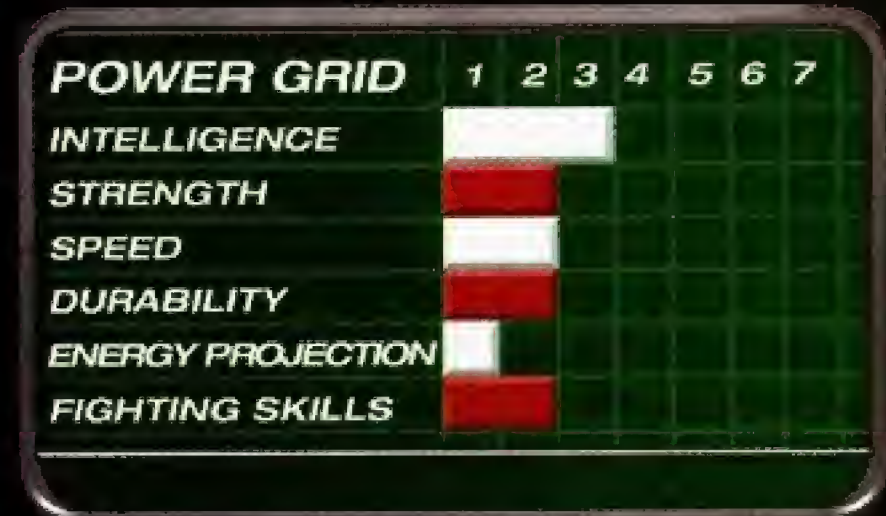 POWER GRID 1 2 3 4 5 6 7
INTELLIGENCE
STRENGTH
SPEED
DURABILITY
ENERGY PROJECTION
FIGHTING SKILLS